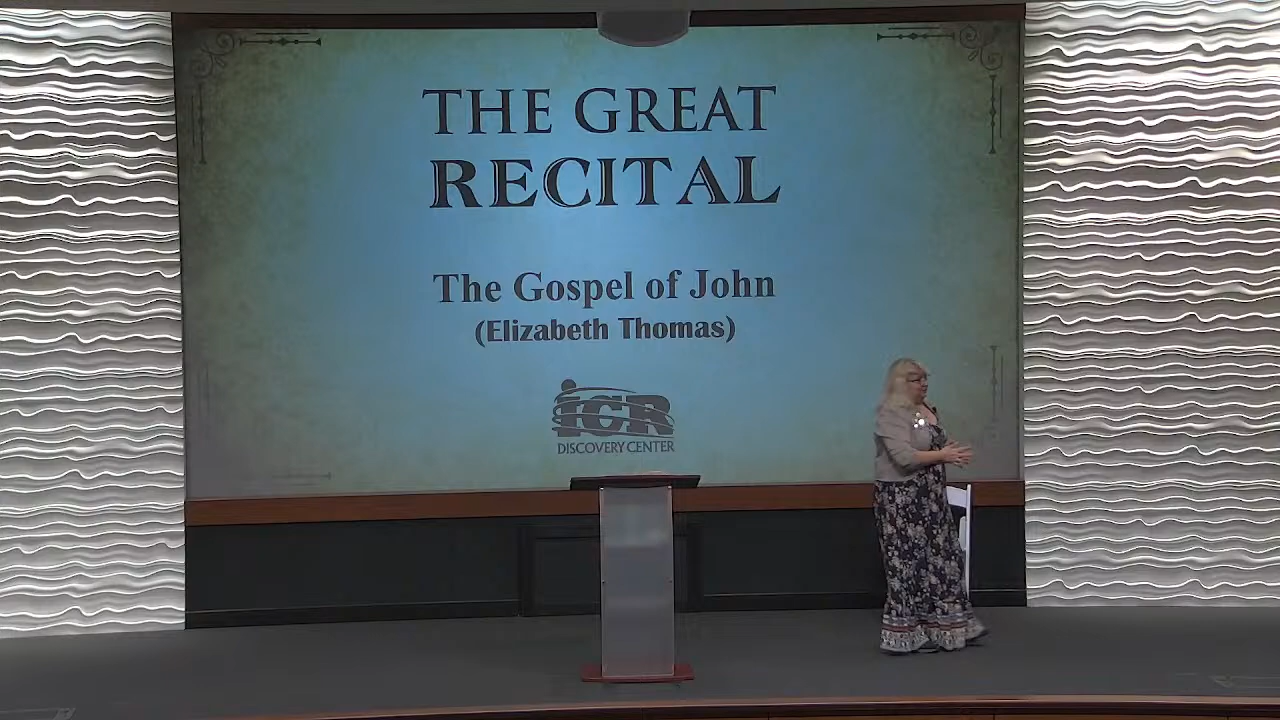 THE GREAT
RECITAL
The Gospel of John
(Elizabeth Thomas)
iCR
DISCOVERY CENTER